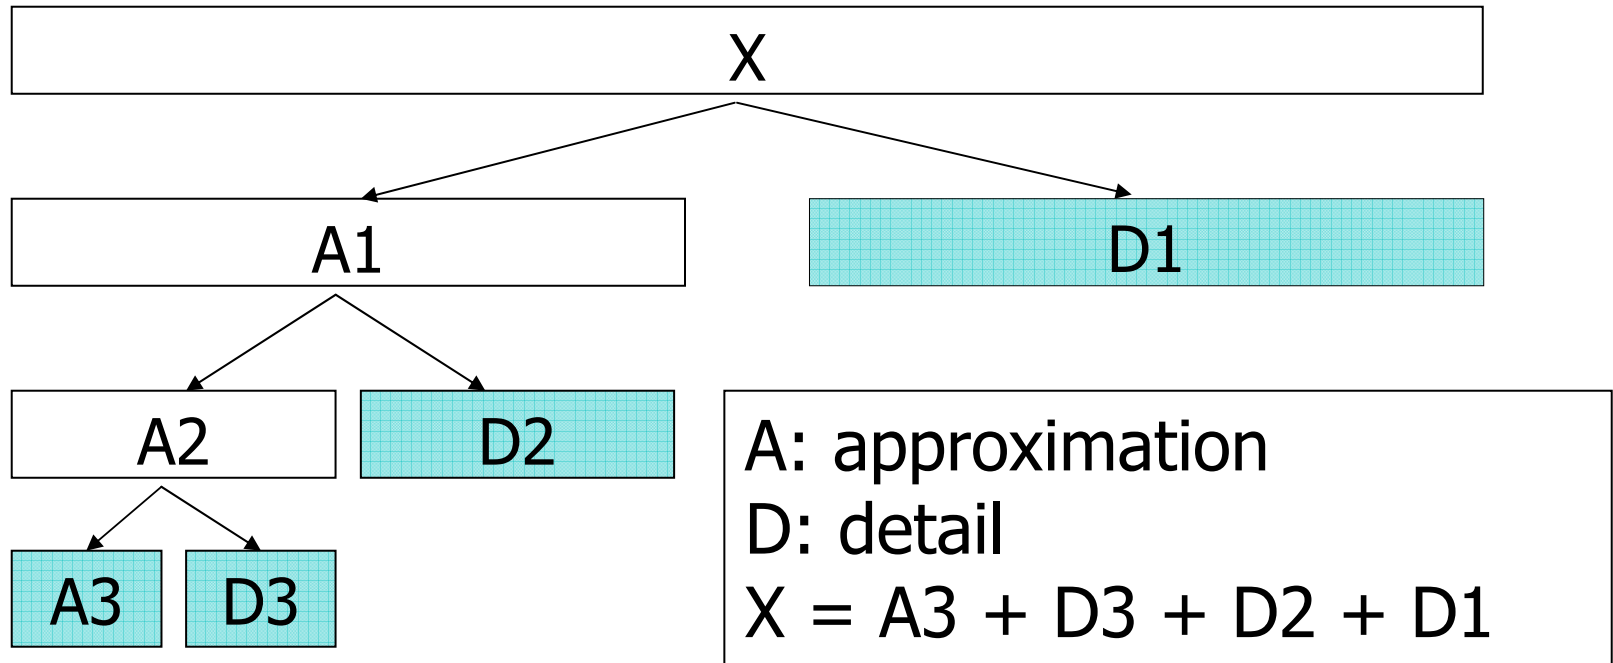 X
A1
D1
A2
D2
A3
D3
A: approximation
D: detail
X = A3 + D3 + D2 + D1